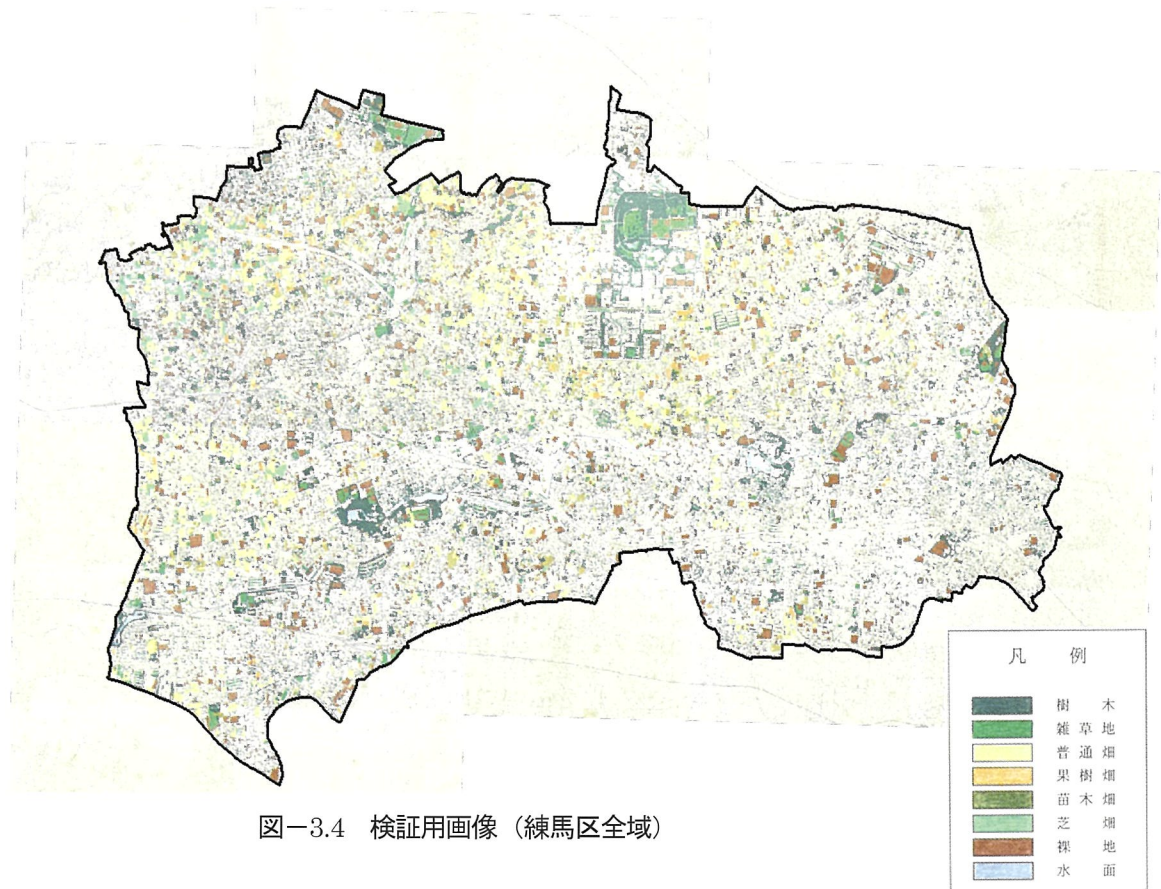 凡 例
樹 木
雑 草 地
普 通 畑
果 樹 畑
苗 木 畑
芝 畑
裸 地
水 面
図－3.4 検証用画像（練馬区全域）